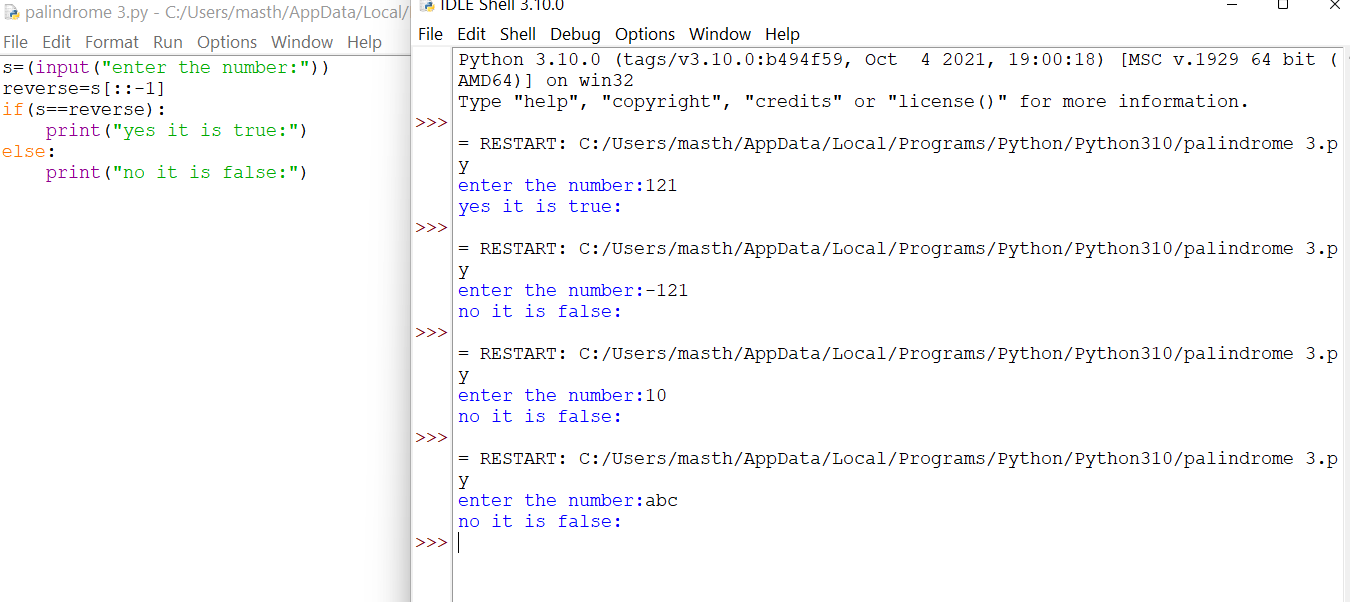 palindrome 3.py - C:/Users/masth/AppData/Local/
File Edit Format Run Options Window Help
s=(input("enter the number:"))
reverse=s[::-1]
if(s==reverse):
    print("yes it is true:")
else:
    print("no it is false:")
IDLE Shell 3.10.0
File Edit Shell Debug Options Window Help
Python 3.10.0 (tags/v3.10.0:b494f59, Oct  4 2021, 19:00:18) [MSC v.1929 64 bit (
AMD64)] on win32
Type "help", "copyright", "credits" or "license()" for more information.
>>>
= RESTART: C:/Users/masth/AppData/Local/Programs/Python/Python310/palindrome 3.p
y
enter the number:121
yes it is true:
>>>
= RESTART: C:/Users/masth/AppData/Local/Programs/Python/Python310/palindrome 3.p
y
enter the number:-121
no it is false:
>>>
= RESTART: C:/Users/masth/AppData/Local/Programs/Python/Python310/palindrome 3.p
y
enter the number:10
no it is false:
>>>
= RESTART: C:/Users/masth/AppData/Local/Programs/Python/Python310/palindrome 3.p
y
enter the number:abc
no it is false:
>>>